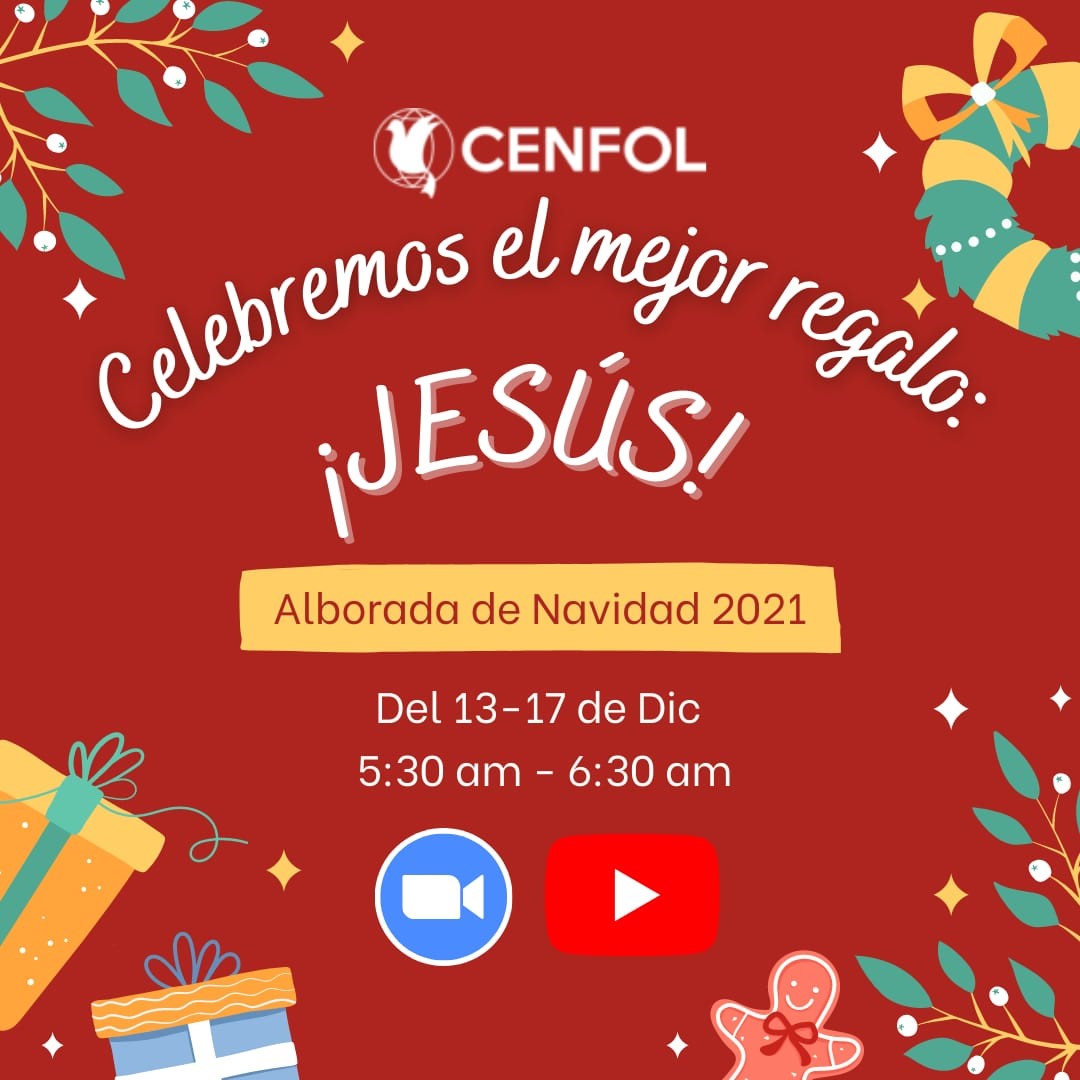 CENFOL
Celebremos el mejor regalo:
¡JESÚS!
Alborada de Navidad 2021
Del 13-17 de Dic
5:30 am - 6:30 am